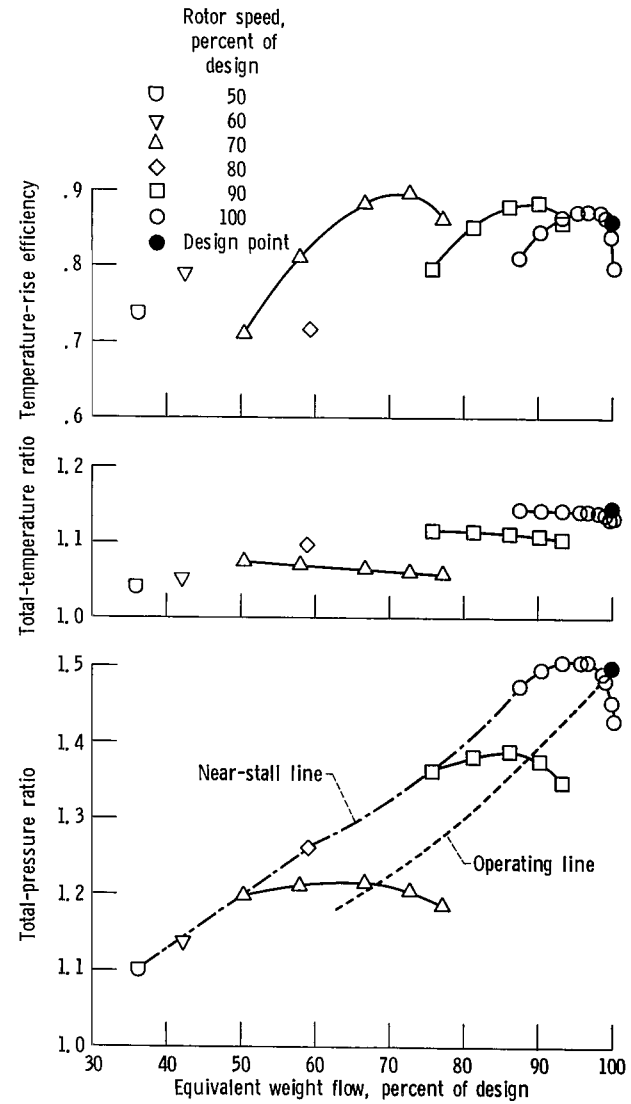 Rotor speed,
percent of
design
50
60
70
80
90
100
Design point
Temperature-rise efficiency
.9
.8
.7
.6
Total-temperature ratio
1.2
1.1
1.0
Total-pressure ratio
1.5
1.4
1.3
1.2
1.1
1.0
Near-stall line
Operating line
30 40 50 60 70 80 90 100
Equivalent weight flow, percent of design